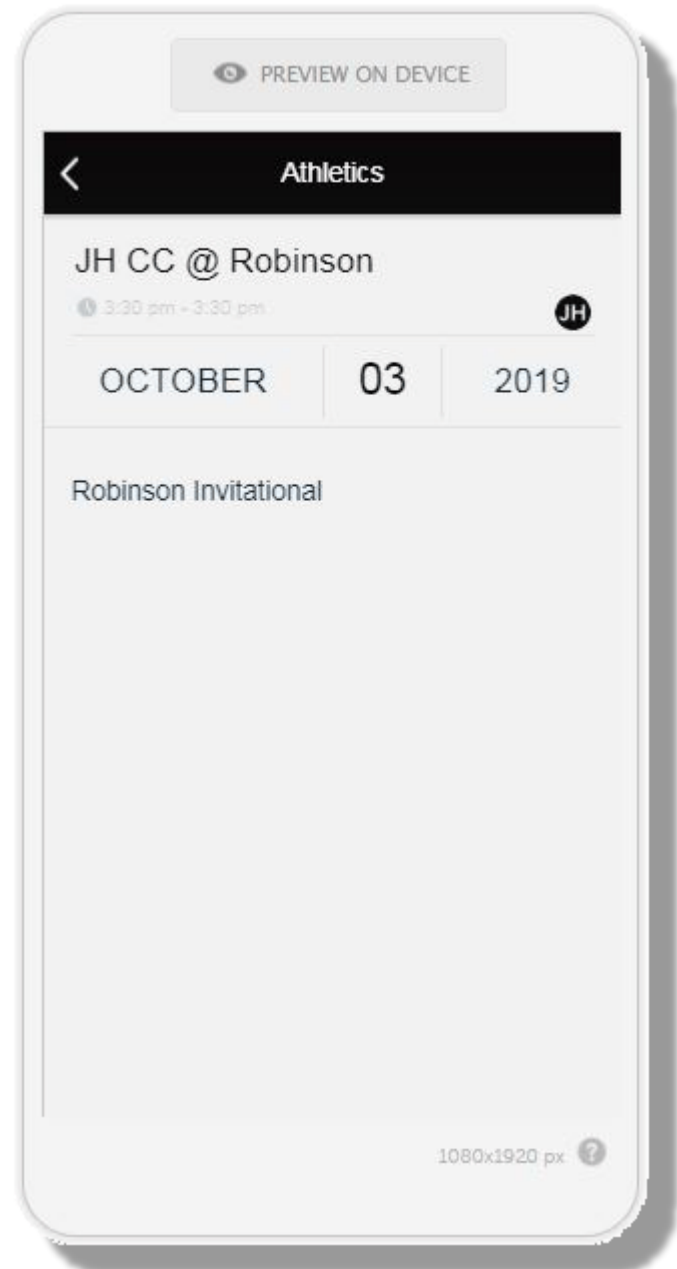 PREVIEW ON DEVICE
Athletics
JH CC @ Robinson
3:30 pm - 3:30 pm
JH
OCTOBER 03 2019
Robinson Invitational
1080x1920 px ?